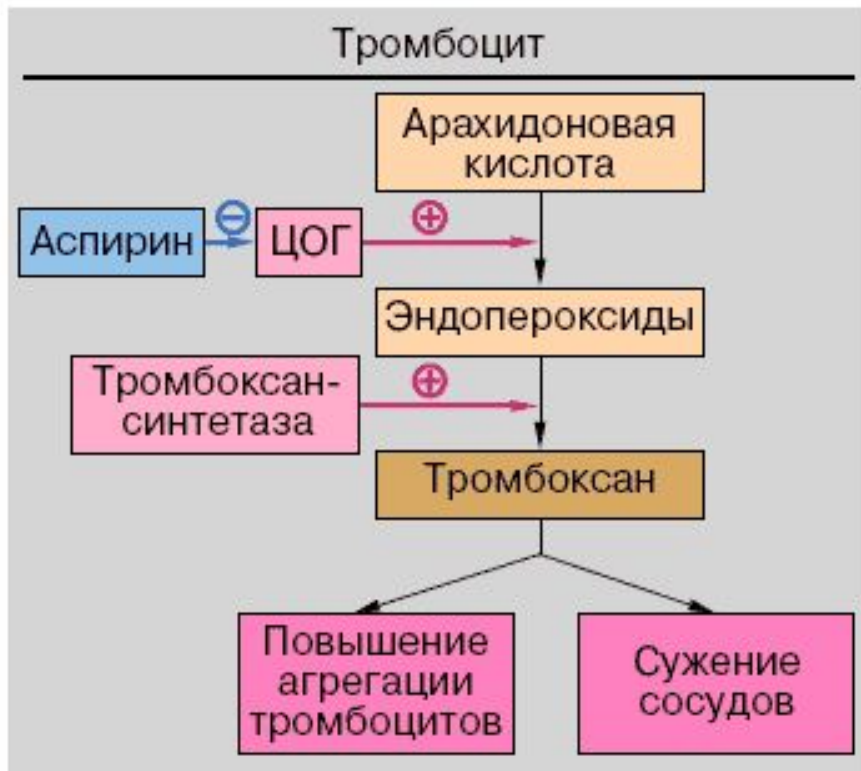 Тромбоцит
Арахидоновая
кислота
Аспирин
ЦОГ
Эндопероксиды
Тромбоксан-
синтетаза
Тромбоксан
Повышение
агрегации
тромбоцитов
Сужение
сосудов